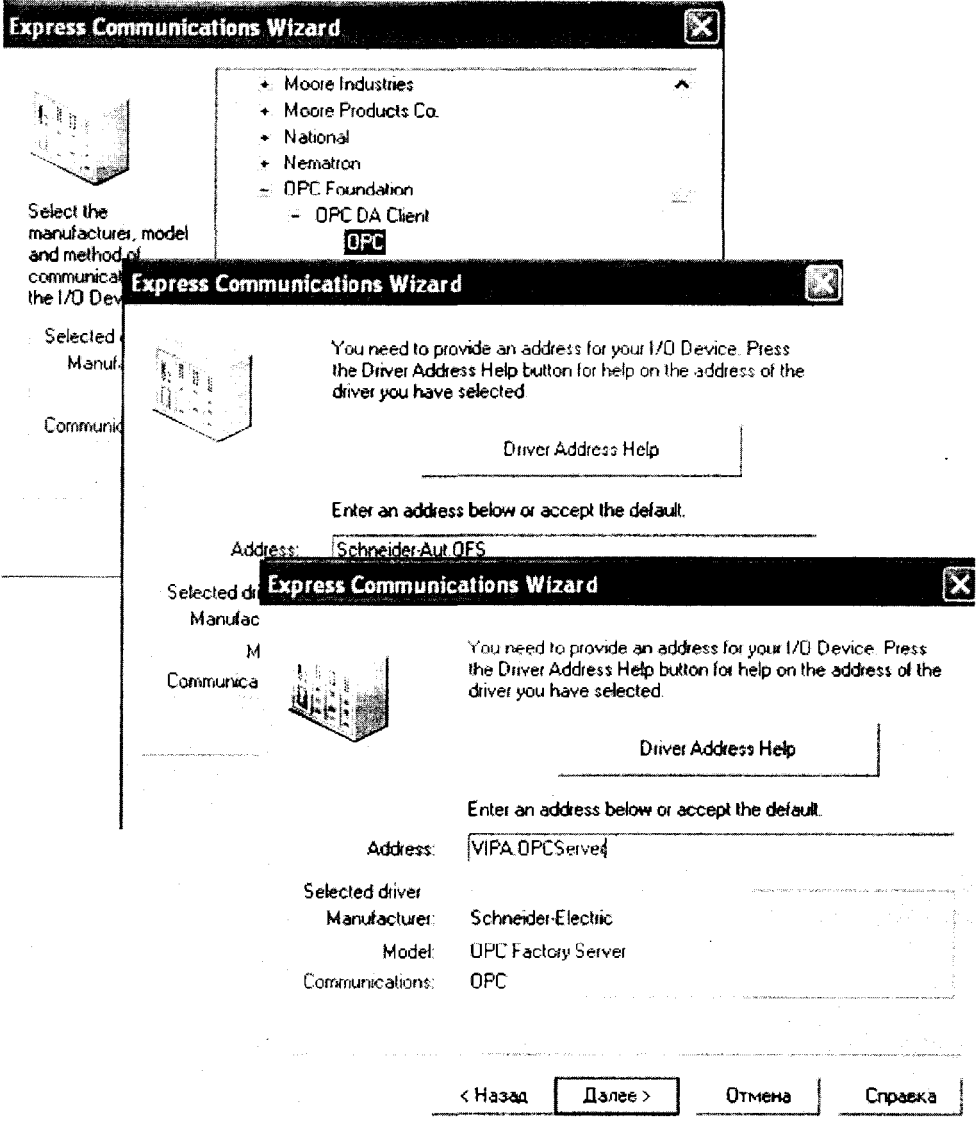 Express Communications Wizard
Moore Industries
Moore Products Co.
National
Nematron
OPC Foundation
OPC DA Client
OPC
Select the
manufacturer, model
and method of
communicat
the I/O Dev
Selected
Manuf
Communic
Express Communications Wizard
You need to provide an address for your I/O Device. Press
the Driver Address Help button for help on the address of the
driver you have selected.
Driver Address Help
Enter an address below or accept the default.
Address: Schneider-Aut.OFS
Selected dri
Manufac
M
Communica
Express Communications Wizard
You need to provide an address for your I/O Device. Press
the Driver Address Help button for help on the address of the
driver you have selected.
Driver Address Help
Enter an address below or accept the default.
Address: VIPA.OPCServer
Selected driver
Manufacturer: Schneider-Electric
Model: OPC Factory Server
Communications: OPC
< Назад Далее > Отмена Справка